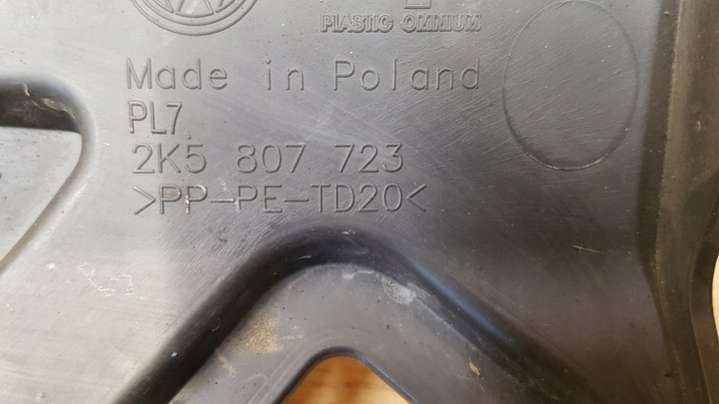 PLASTIC OMNIUM
Made in Poland
PL7
2K5 807 723
>PP-PE-TD20<